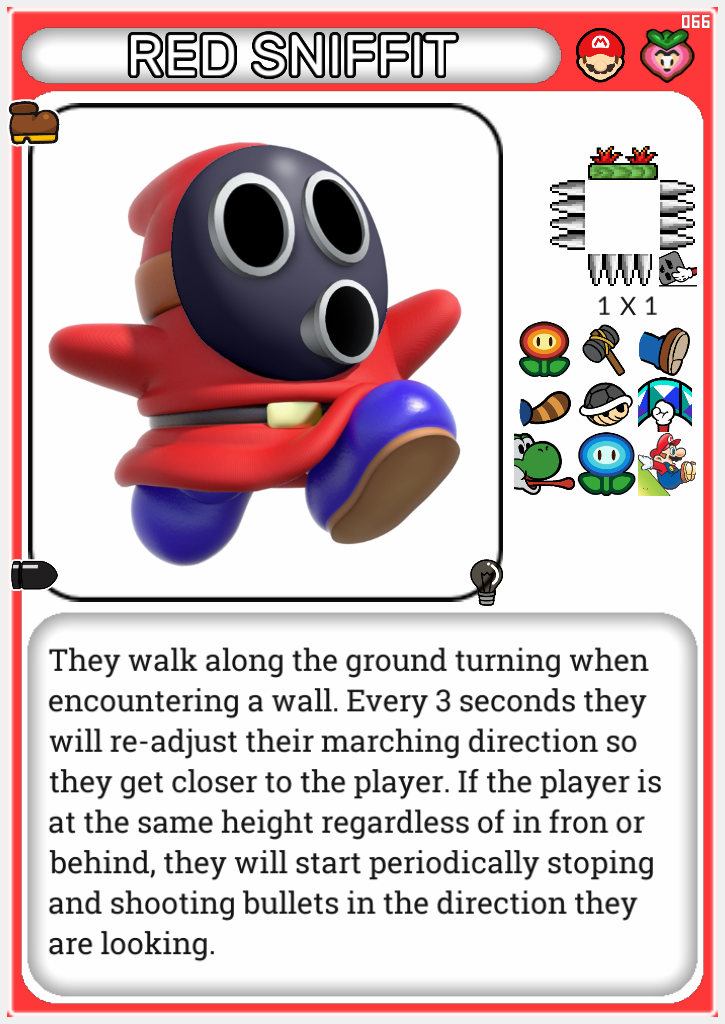 066
RED SNIFFIT
M
1 X 1
They walk along the ground turning when
encountering a wall. Every 3 seconds they
will re-adjust their marching direction so
they get closer to the player. If the player is
at the same height regardless of in fron or
behind, they will start periodically stoping
and shooting bullets in the direction they
are looking.